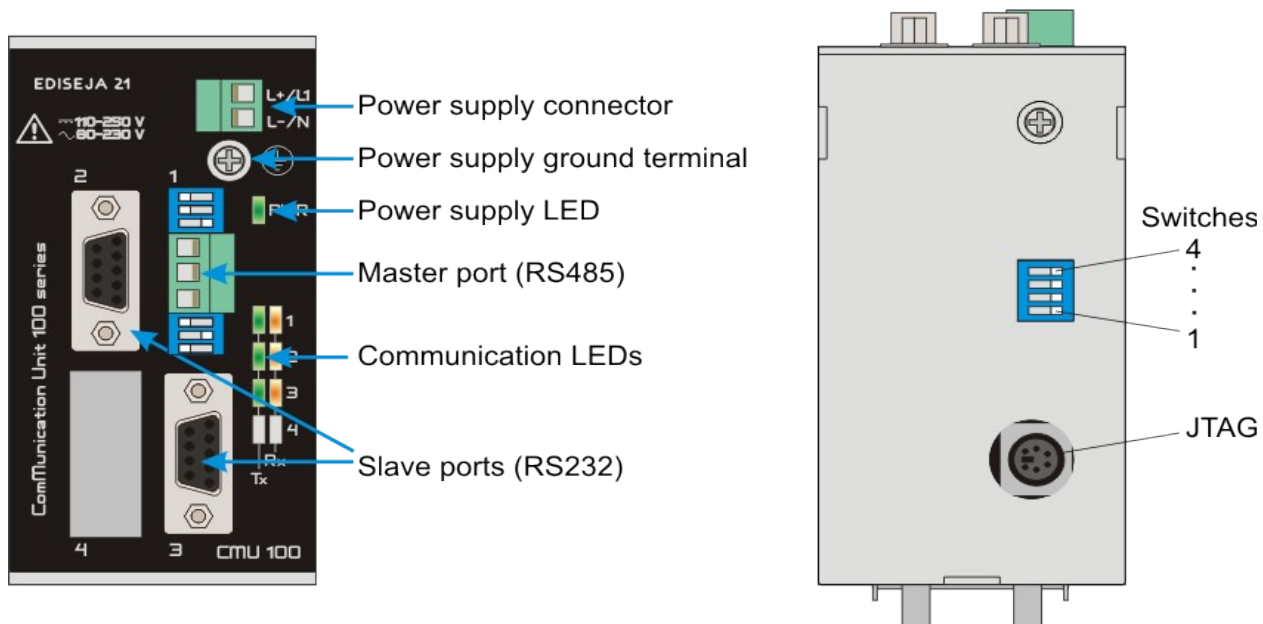 EDISEJA 21
L+/L1
L-/N
110-250 V
80-230 V
Power supply connector
Power supply ground terminal
2
1
Power supply LED
Master port (RS485)
1
2
Communication LEDs
3
4
Rx
Tx
Slave ports (RS232)
ComMunication Unit 100 series
4
3
CMU 100
Switches
4
.
.
.
1
JTAG